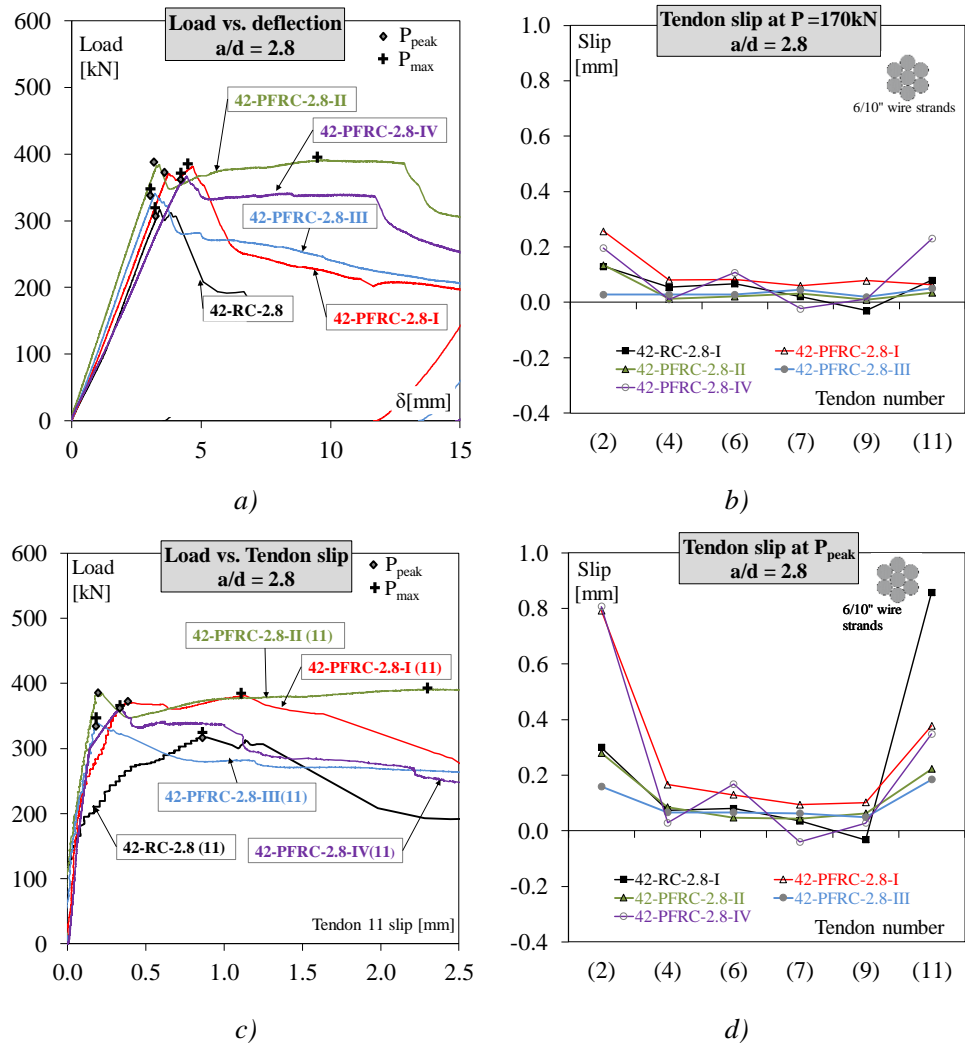 Load vs. deflection
a/d = 2.8
Load
[kN]
P_peak
P_max
600
500
400
300
200
100
0
42-PFRC-2.8-II
42-PFRC-2.8-IV
42-PFRC-2.8-III
42-RC-2.8
42-PFRC-2.8-I
δ[mm]
0 5 10 15
a)
Tendon slip at P =170kN
a/d = 2.8
Slip
[mm]
6/10" wire strands
1.0
0.8
0.6
0.4
0.2
0.0
-0.2
-0.4
42-RC-2.8-I
42-PFRC-2.8-I
42-PFRC-2.8-II
42-PFRC-2.8-III
42-PFRC-2.8-IV
Tendon number
(2) (4) (6) (7) (9) (11)
b)
Load vs. Tendon slip
a/d = 2.8
Load
[kN]
P_peak
P_max
600
500
400
300
200
100
0
42-PFRC-2.8-II (11)
42-PFRC-2.8-I (11)
42-PFRC-2.8-III(11)
42-RC-2.8 (11)
42-PFRC-2.8-IV(11)
Tendon 11 slip [mm]
0.0 0.5 1.0 1.5 2.0 2.5
c)
Tendon slip at P_peak
a/d = 2.8
Slip
[mm]
6/10" wire
strands
1.0
0.8
0.6
0.4
0.2
0.0
-0.2
-0.4
42-RC-2.8-I
42-PFRC-2.8-I
42-PFRC-2.8-II
42-PFRC-2.8-III
42-PFRC-2.8-IV
Tendon number
(2) (4) (6) (7) (9) (11)
d)